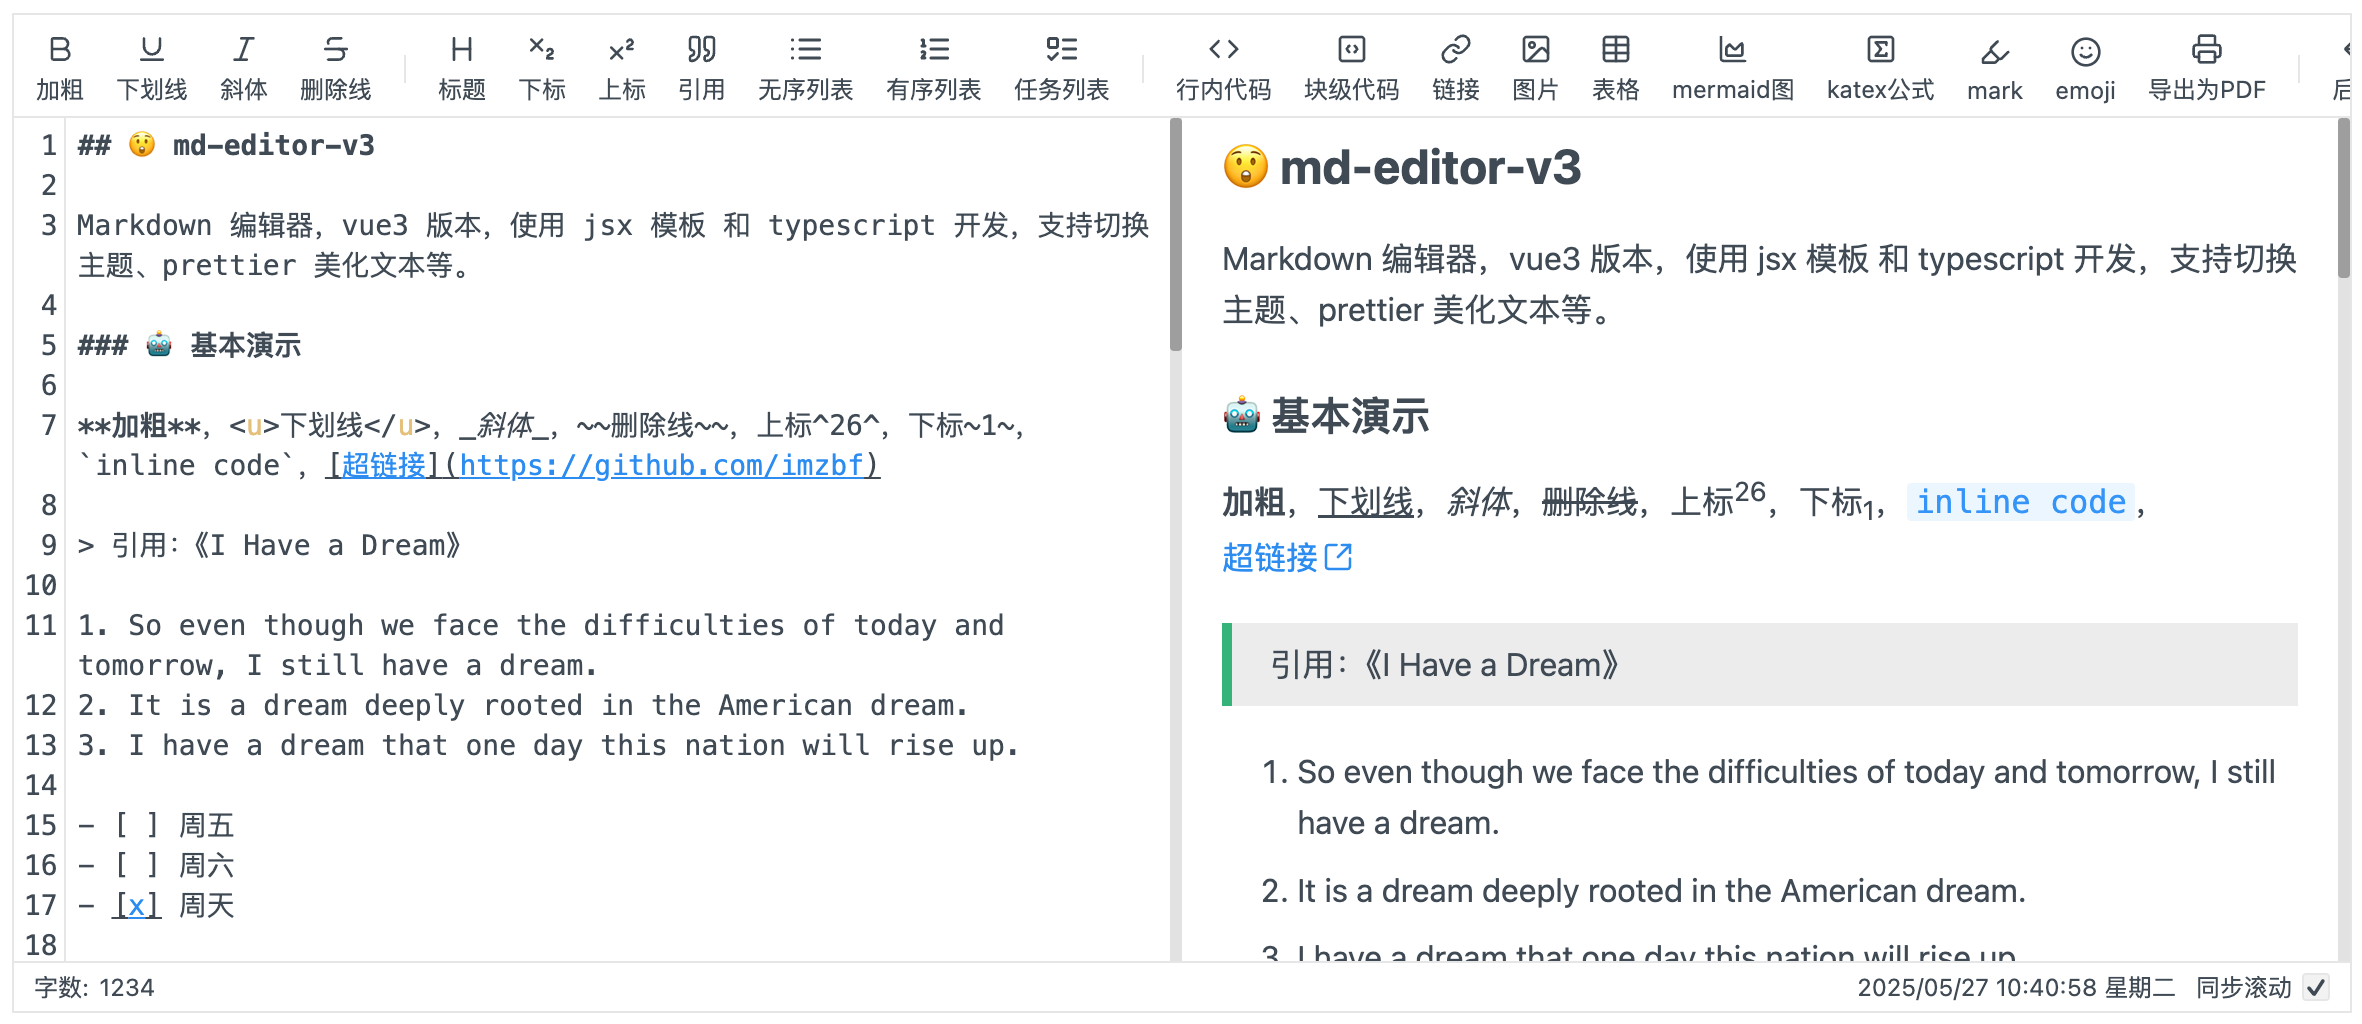 加粗 下划线 斜体 删除线 标题 下标 上标 引用 无序列表 有序列表 任务列表 行内代码 块级代码 链接 图片 表格 mermaid图 katex公式 mark emoji 导出为PDF 后
1 ## 😲 md-editor-v3
2
3 Markdown 编辑器，vue3 版本，使用 jsx 模板 和 typescript 开发，支持切换
主题、prettier 美化文本等。
4
5 ### 🤖 基本演示
6
7 **加粗**，<u>下划线</u>，_斜体_，~~删除线~~，上标^26^，下标~1~，
`inline code`，[超链接](https://github.com/imzbf)
8
9 > 引用：《I Have a Dream》
10
11 1. So even though we face the difficulties of today and
tomorrow, I still have a dream.
12 2. It is a dream deeply rooted in the American dream.
13 3. I have a dream that one day this nation will rise up.
14
15 - [ ] 周五
16 - [ ] 周六
17 - [x] 周天
18
😲 md-editor-v3
Markdown 编辑器，vue3 版本，使用 jsx 模板 和 typescript 开发，支持切换
主题、prettier 美化文本等。
🤖 基本演示
加粗，下划线，斜体，删除线，上标26，下标1，inline code，
超链接
引用：《I Have a Dream》
1. So even though we face the difficulties of today and tomorrow, I still
have a dream.
2. It is a dream deeply rooted in the American dream.
3. I have a dream that one day this nation will rise up.
字数: 1234
2025/05/27 10:40:58 星期二 同步滚动